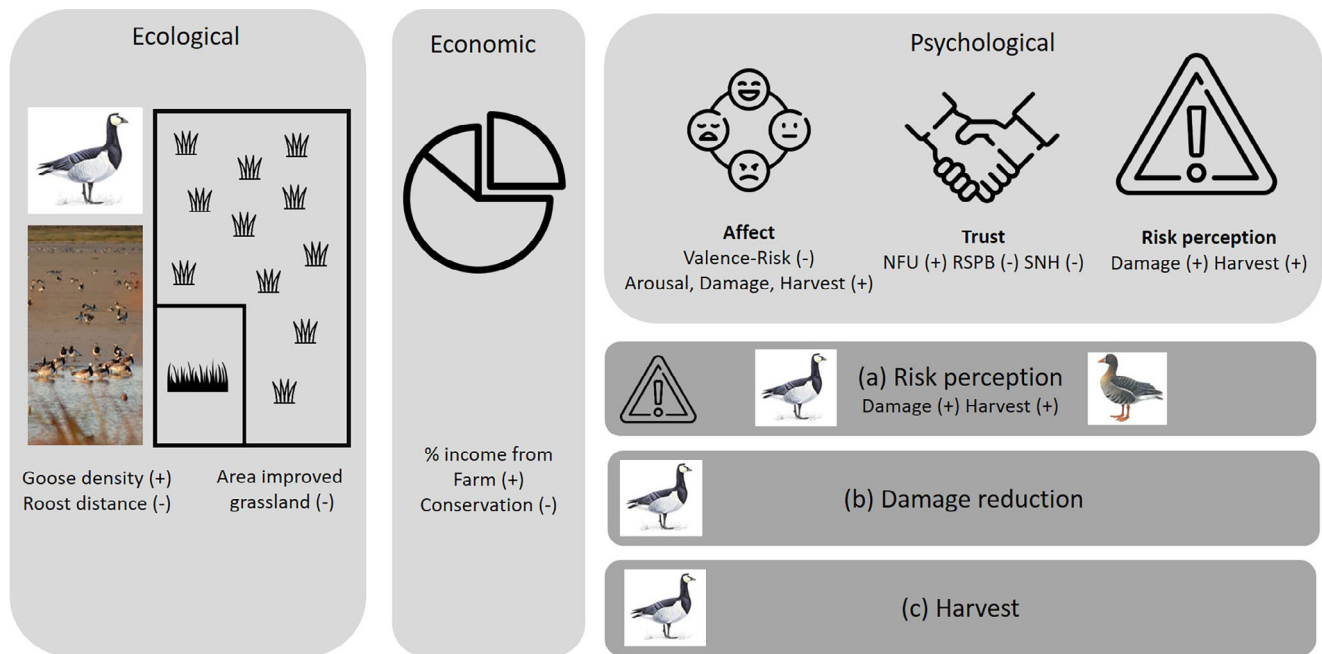 Ecological
Goose density (+)
Roost distance (-)
Area improved
grassland (-)
Economic
% income from
Farm (+)
Conservation (-)
Psychological
Affect
Valence-Risk (-)
Arousal, Damage, Harvest (+)
Trust
NFU (+) RSPB (-) SNH (-)
Risk perception
Damage (+) Harvest (+)
(a) Risk perception
Damage (+) Harvest (+)
(b) Damage reduction
(c) Harvest